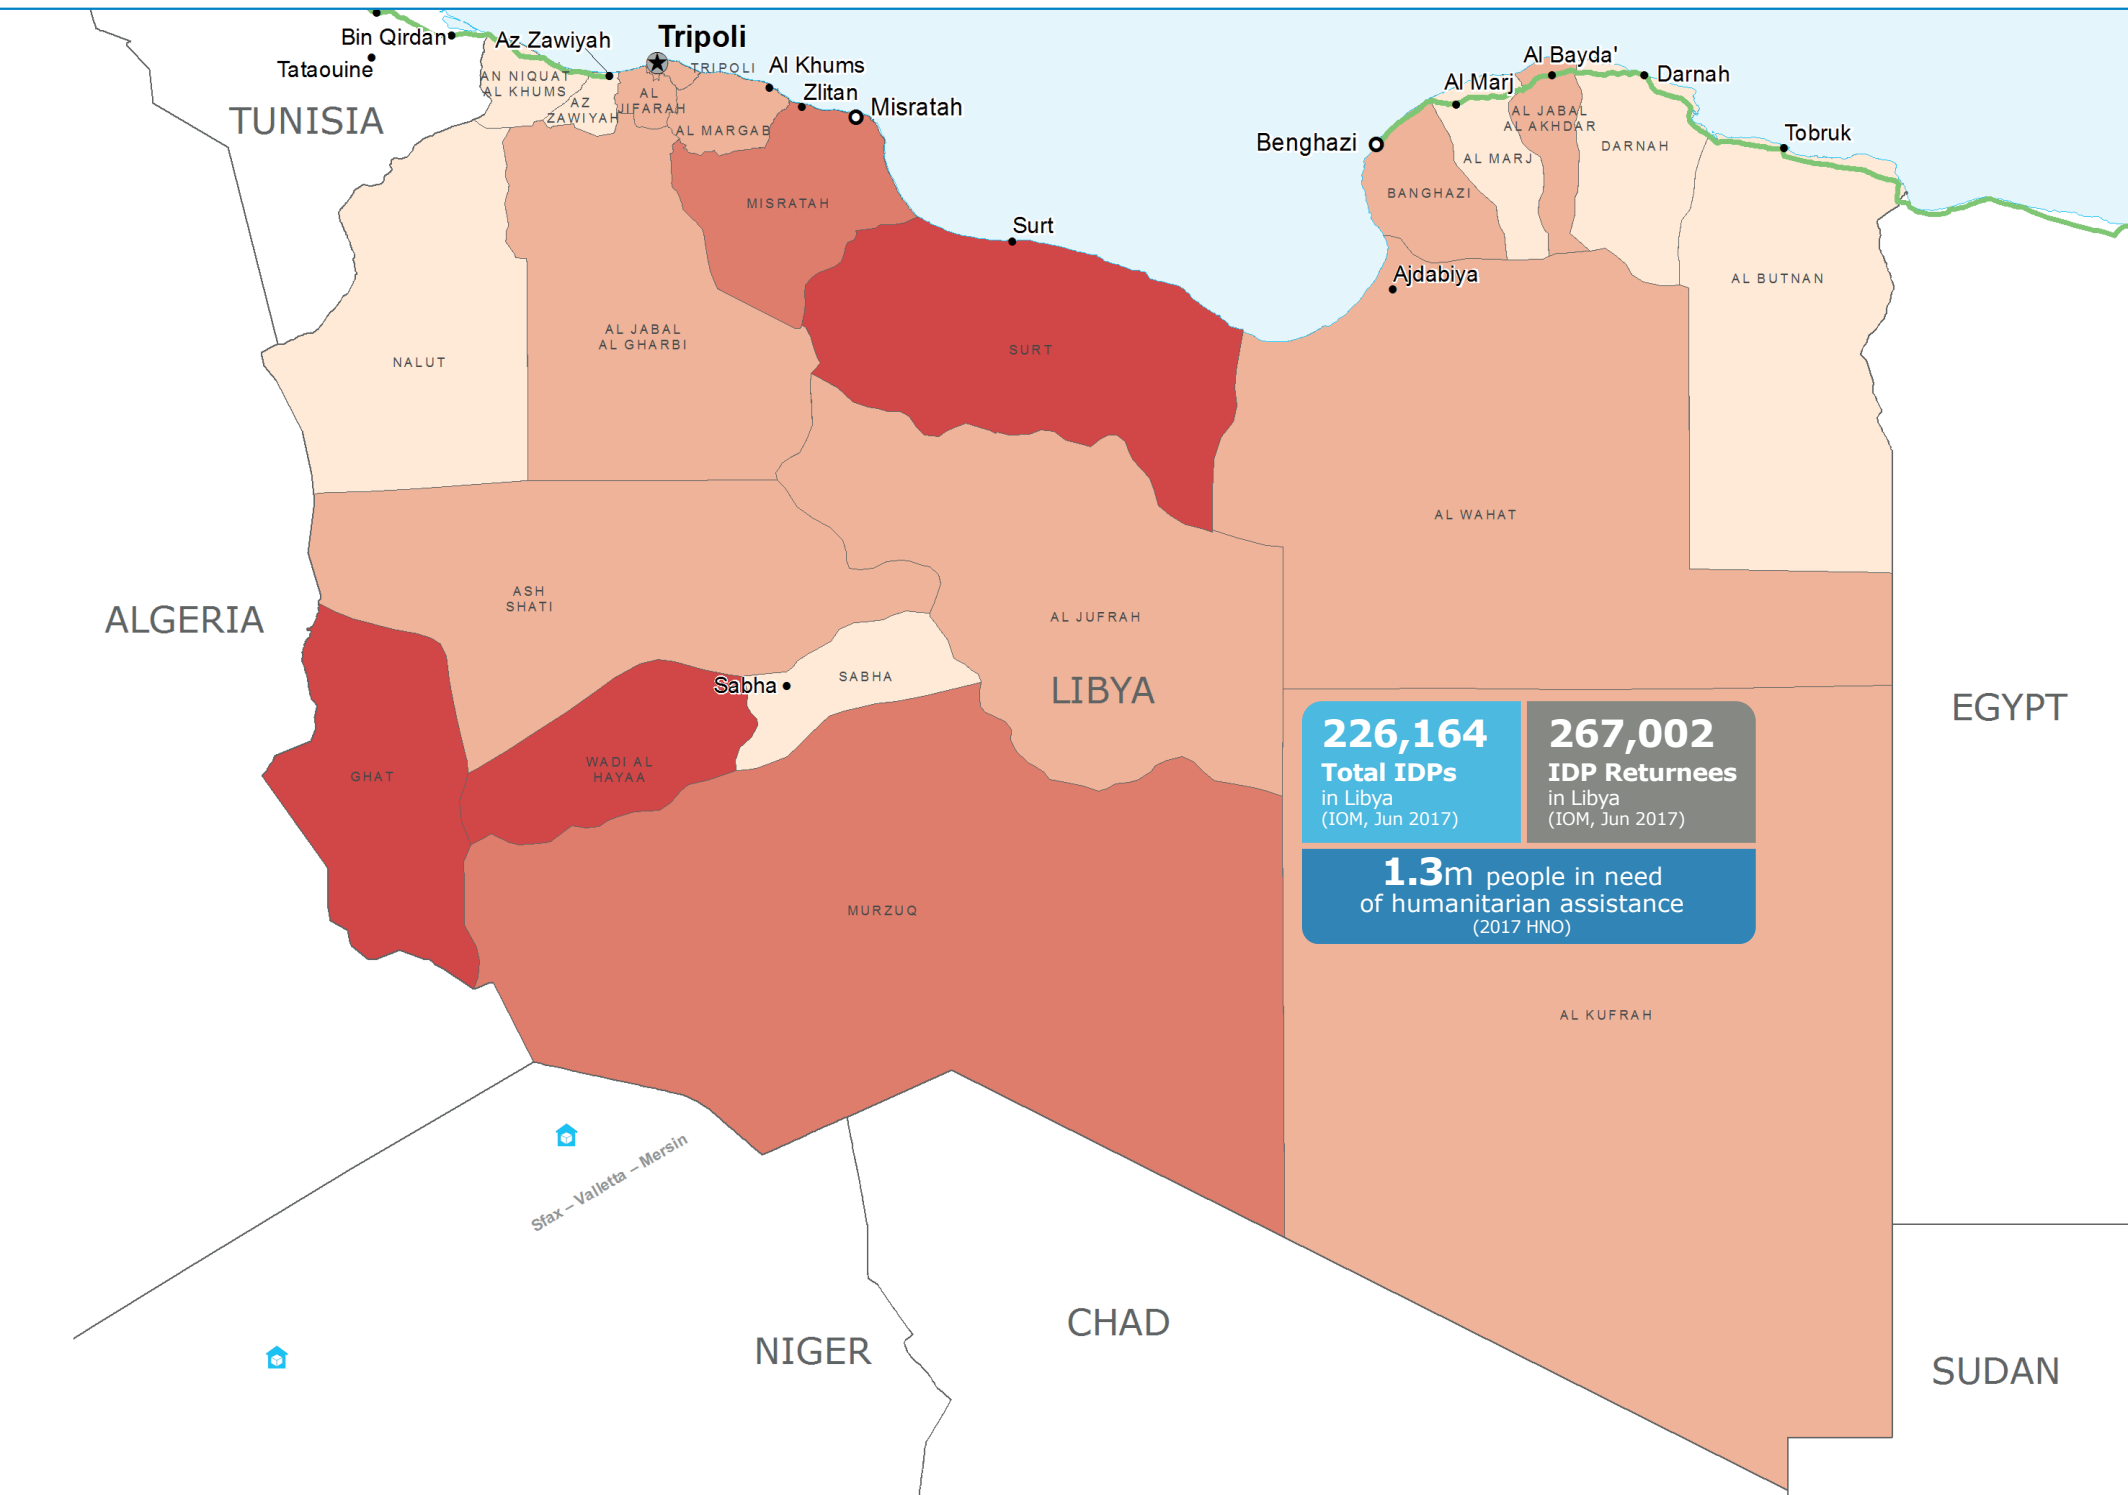 Tripoli
Bin Qirdan
Az Zawiyah
Al Bayda'
Tataouine
TRIPOLI
Al Khums
Al Marj
Darnah
AN NIQUAT
AL KHUMS
AZ
ZAWIYAH
AL
JIFARAH
Zlitan
Misratah
TUNISIA
AL MARGAB
AL JABAL
AL AKHDAR
Tobruk
Benghazi
DARNAH
AL MARJ
BANGHAZI
MISRATAH
Surt
Ajdabiya
AL BUTNAN
AL JABAL
AL GHARBI
SURT
NALUT
AL WAHAT
ASH
SHATI
ALGERIA
AL JUFRAH
SABHA
Sabha
LIBYA
EGYPT
WADI AL
HAYAA
GHAT
226,164
Total IDPs
in Libya
(IOM, Jun 2017)
267,002
IDP Returnees
in Libya
(IOM, Jun 2017)
1.3m people in need
of humanitarian assistance
(2017 HNO)
MURZUQ
AL KUFRAH
Sfax – Valletta – Mersin
CHAD
NIGER
SUDAN